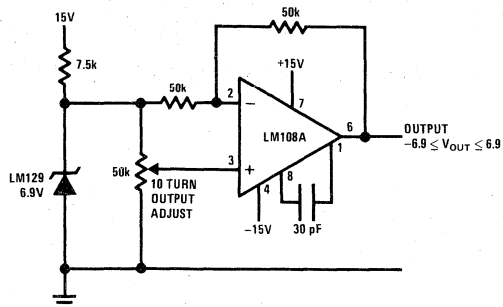 15V
50k
7.5k
+15V
50k
2
−
7
6
OUTPUT
−6.9 ≤ VOUT ≤ 6.9
LM108A
1
LM129
6.9V
50k
3
+
8
10 TURN
OUTPUT
ADJUST
4
−15V
30 pF